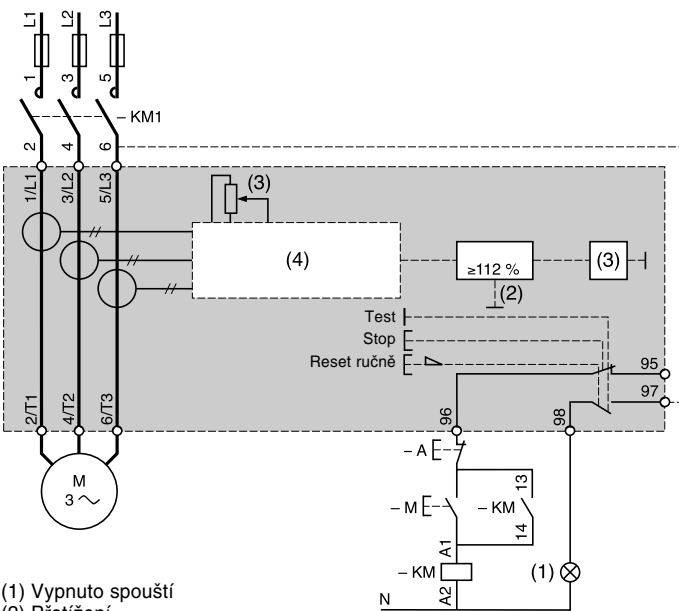 L1
L2
L3
1
3
5
– KM1
2
4
6
1/L1
3/L2
5/L3
(3)
(4)
≥112 %
(3)
(2)
Test
Stop
Reset ručně
95
97
2/T1
4/T2
6/T3
96
98
M
3
– A
– M
– KM
13
14
A1
– KM
A2
(1)
N
(1) Vypnuto spouští
(2) Přetížení